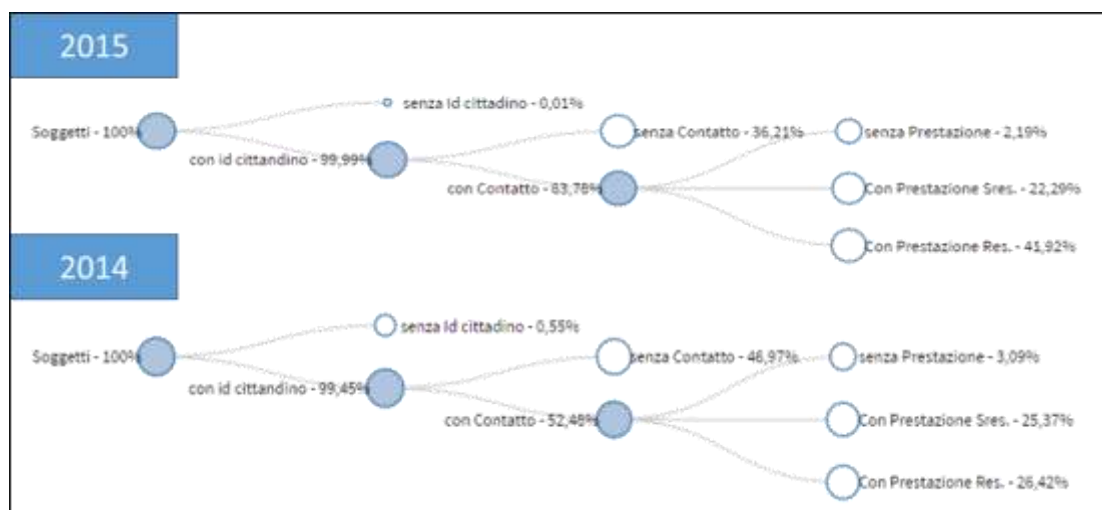 2015
senza Id cittadino - 0,01%
Soggetti - 100%
con id cittandino - 99,99%
senza Contatto - 36,21%
con Contatto - 63,78%
senza Prestazione - 2,19%
Con Prestazione Sres. - 22,29%
Con Prestazione Res. - 41,92%
2014
senza Id cittadino - 0,55%
Soggetti - 100%
con id cittandino - 99,45%
senza Contatto - 46,97%
con Contatto - 52,48%
senza Prestazione - 3,09%
Con Prestazione Sres. - 25,37%
Con Prestazione Res. - 26,42%